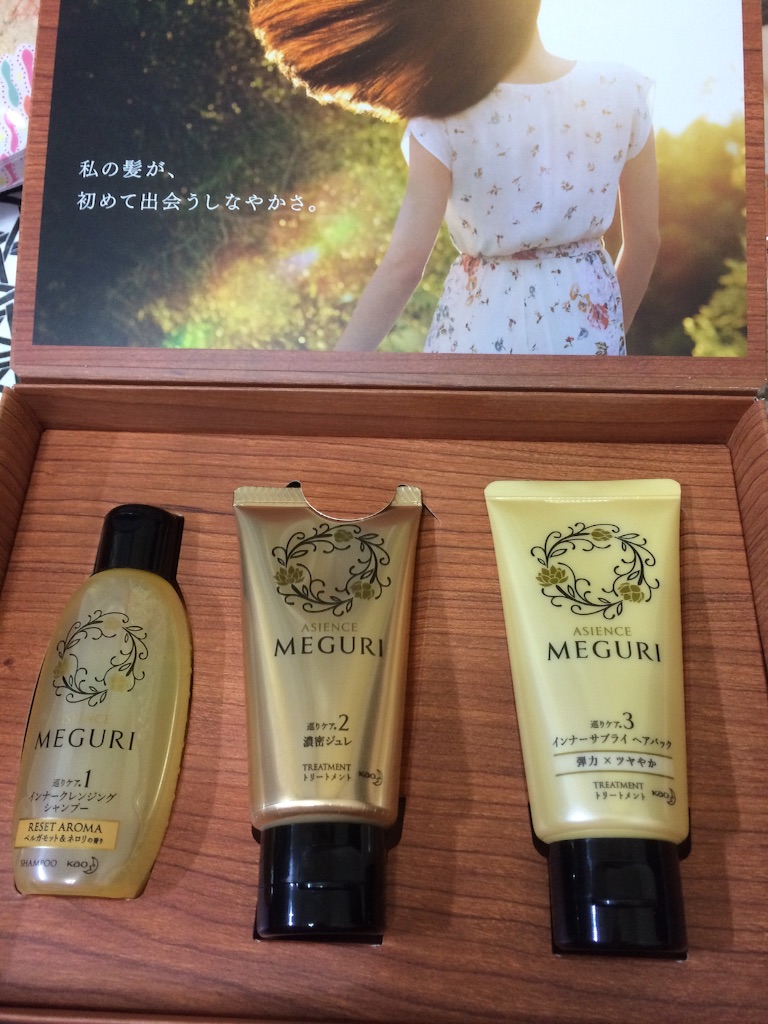 私の髪が、
初めて出会うしなやかさ。
ASIENCE
MEGURI
巡りケア。1
インナークレンジング
シャンプー
RESET AROMA
ベルガモット&ネロリの香り
SHAMPOO Kao
ASIENCE
MEGURI
巡りケア。2
濃密ジュレ
TREATMENT
トリートメント Kao
ASIENCE
MEGURI
巡りケア。3
インナーサプライ ヘアパック
弾力×ツヤやか
TREATMENT
トリートメント Kao